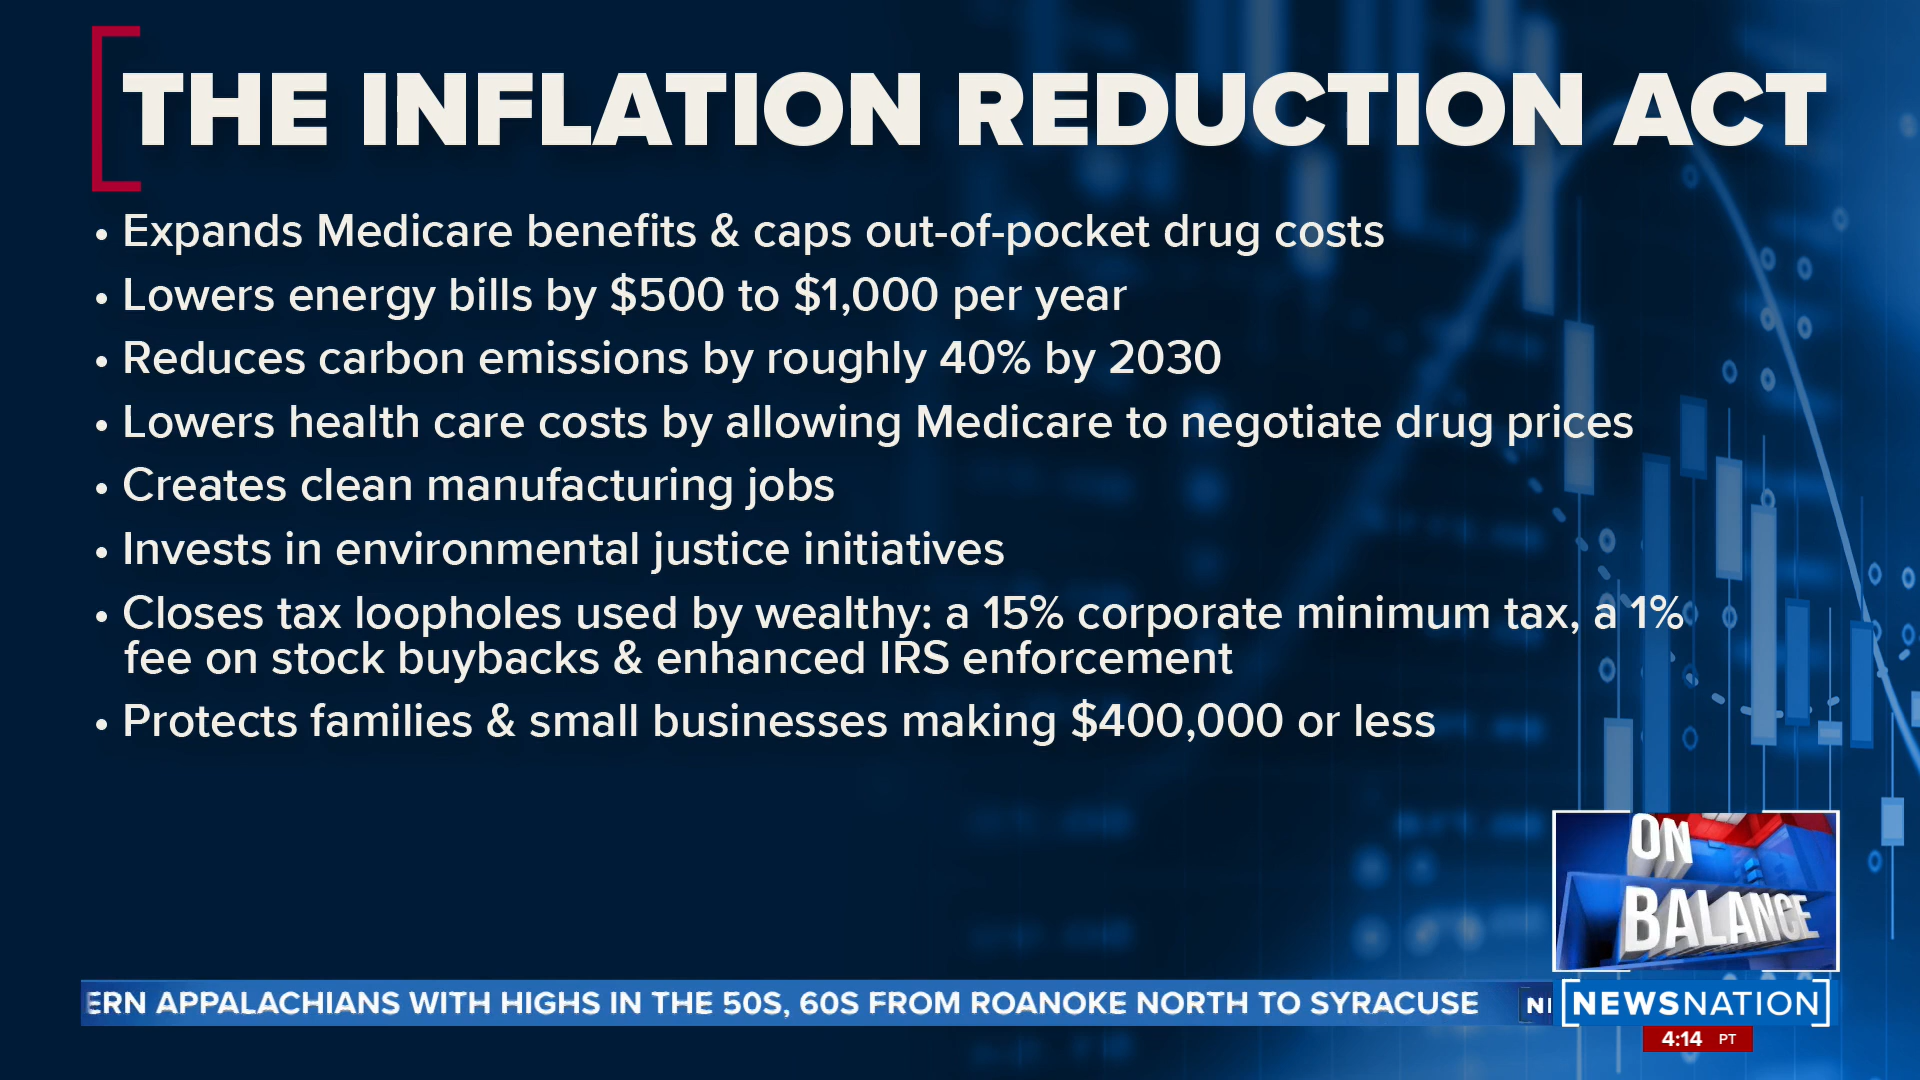 THE INFLATION REDUCTION ACT
• Expands Medicare benefits & caps out-of-pocket drug costs
• Lowers energy bills by $500 to $1,000 per year
• Reduces carbon emissions by roughly 40% by 2030
• Lowers health care costs by allowing Medicare to negotiate drug prices
• Creates clean manufacturing jobs
• Invests in environmental justice initiatives
• Closes tax loopholes used by wealthy: a 15% corporate minimum tax, a 1%
fee on stock buybacks & enhanced IRS enforcement
• Protects families & small businesses making $400,000 or less
ON
BALANCE
ERN APPALACHIANS WITH HIGHS IN THE 50S, 60S FROM ROANOKE NORTH TO SYRACUSE
NEWSNATION
4:14 PT